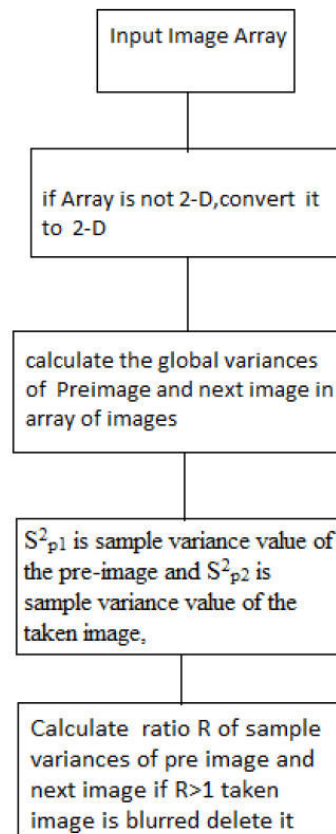 Input Image Array
if Array is not 2-D,convert it
to 2-D
calculate the global variances
of Preimage and next image in
array of images
S²p1 is sample variance value of
the pre-image and S²p2 is
sample variance value of the
taken image,
Calculate ratio R of sample
variances of pre image and
next image if R>1 taken
image is blurred delete it